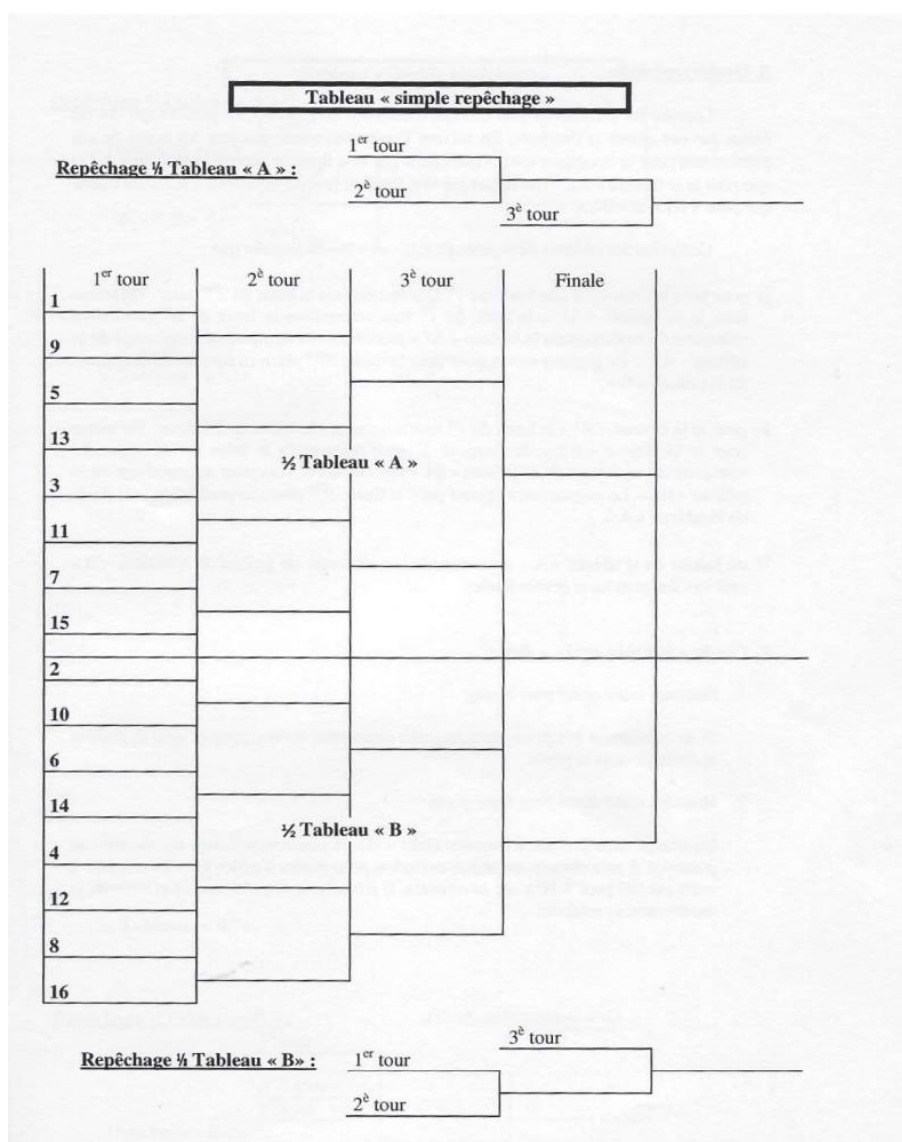 Tableau « simple repêchage »
1er tour
Repêchage ½ Tableau « A » :
2è tour
3è tour
1er tour 2è tour 3è tour Finale
1
9
5
13
½ Tableau « A »
3
11
7
15
2
10
6
14
½ Tableau « B »
4
12
8
16
3è tour
Repêchage ½ Tableau « B» : 1er tour
2è tour